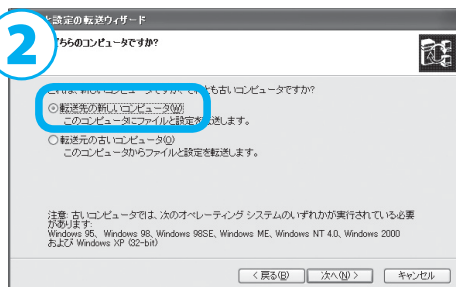 2
と設定の転送ウィザード
ちらのコンピュータですか?
これは、新しいコンピュータですか、それとも古いコンピュータですか?
転送先の新しいコンピュータ(W)
このコンピュータにファイルと設定を転送します。
転送元の古いコンピュータ(O)
このコンピュータからファイルと設定を転送します。
注意: 古いコンピュータでは、次のオペレーティング システムのいずれかが実行されている必要
があります:
Windows 95、Windows 98、Windows 98SE、Windows ME、Windows NT 4.0、Windows 2000
および Windows XP (32-bit)
< 戻る(B)
次へ(N) >
キャンセル